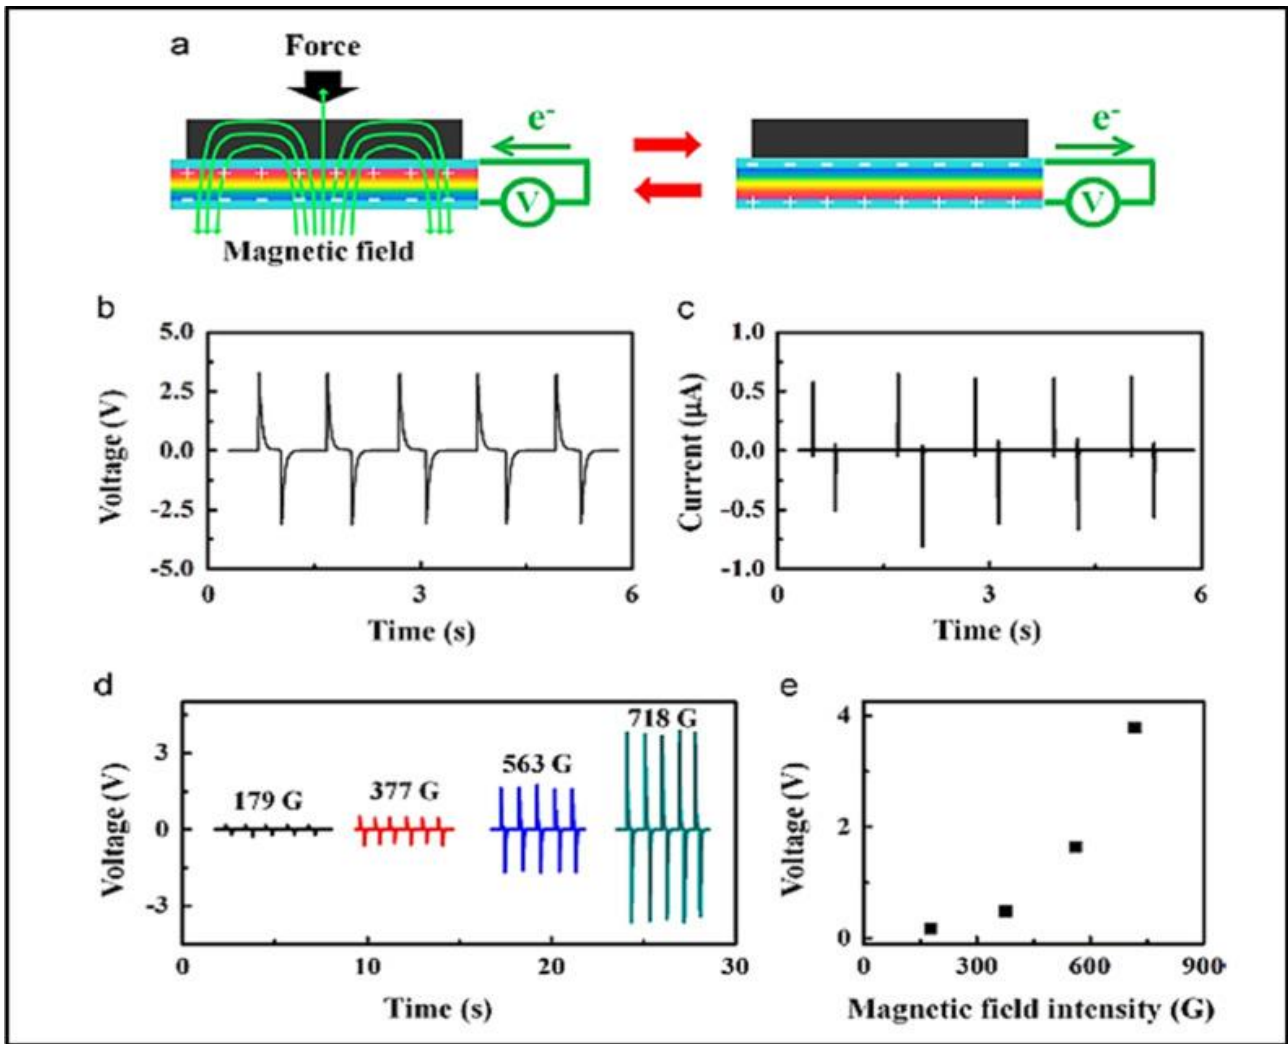 a
Force
e-
e-
+ + + + + + + +
- - - - - - - -
V
V
- - - - - - - -
+ + + + + + + +
Magnetic field
b
5.0
2.5
0.0
-2.5
-5.0
Voltage (V)
0 3 6
Time (s)
c
1.0
0.5
0.0
-0.5
-1.0
Current (μA)
0 3 6
Time (s)
d
3
0
-3
Voltage (V)
179 G
377 G
563 G
718 G
0 10 20 30
Time (s)
e
4
2
0
Voltage (V)
0 300 600 900
Magnetic field intensity (G)